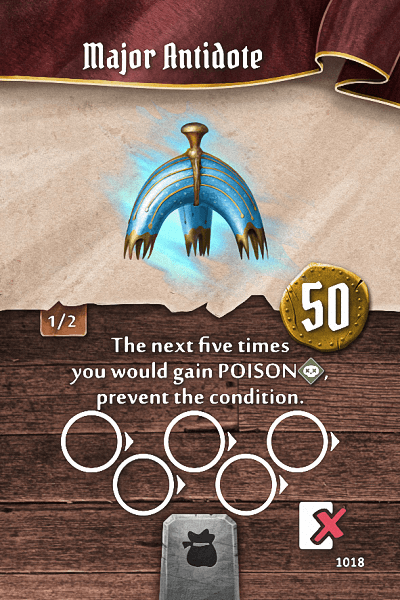 Major Antidote
50
1/2
The next five times
you would gain POISON,
prevent the condition.
1018